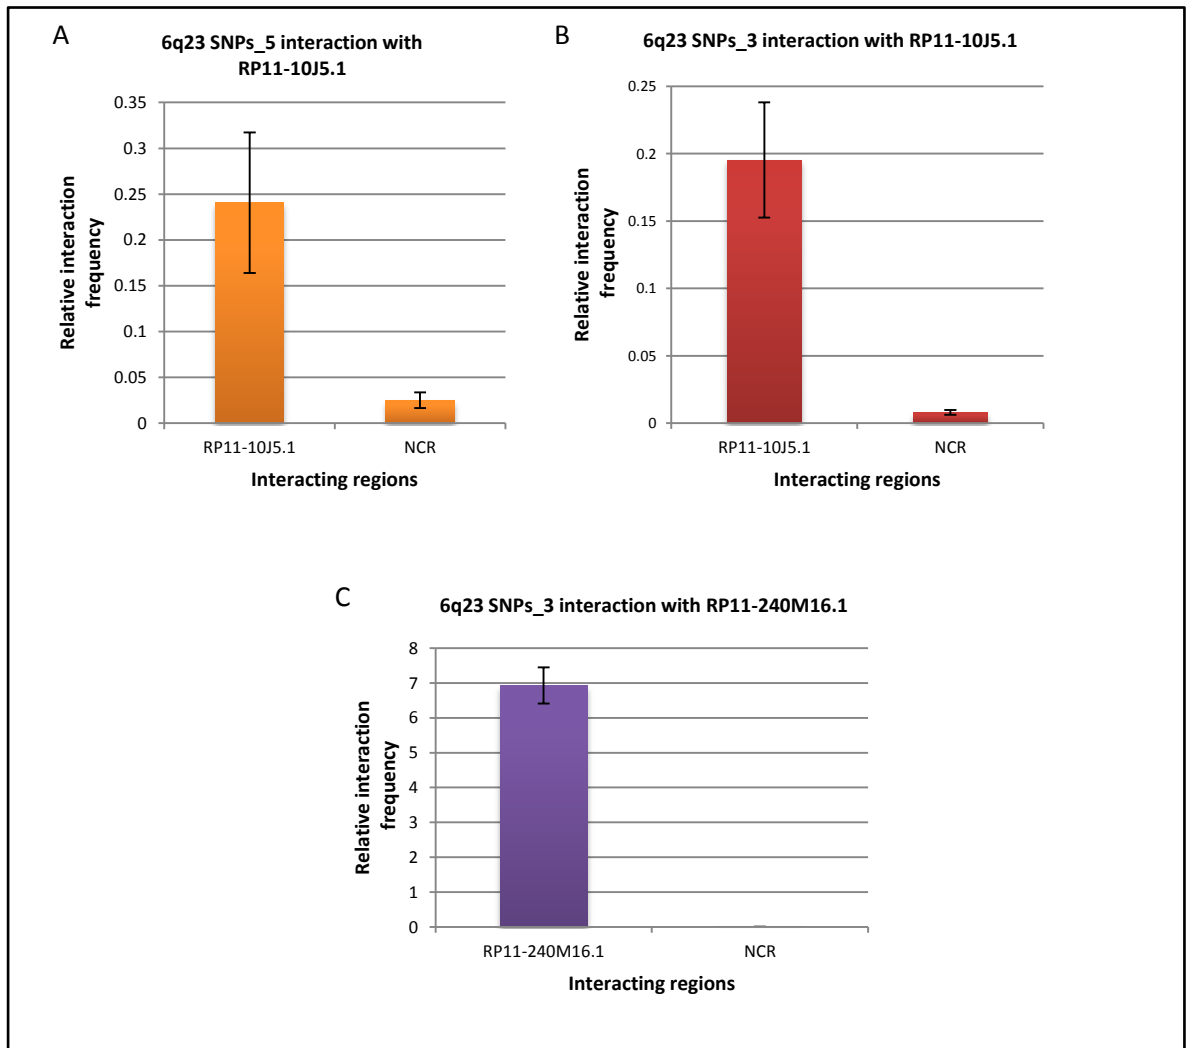 A
6q23 SNPs_5 interaction with
RP11-10J5.1
0.35
0.3
0.25
0.2
0.15
0.1
0.05
0
Relative interaction
frequency
RP11-10J5.1
NCR
Interacting regions
B
6q23 SNPs_3 interaction with RP11-10J5.1
0.25
0.2
0.15
0.1
0.05
0
Relative interaction
frequency
RP11-10J5.1
NCR
Interacting regions
C
6q23 SNPs_3 interaction with RP11-240M16.1
8
7
6
5
4
3
2
1
0
Relative interaction
frequency
RP11-240M16.1
NCR
Interacting regions